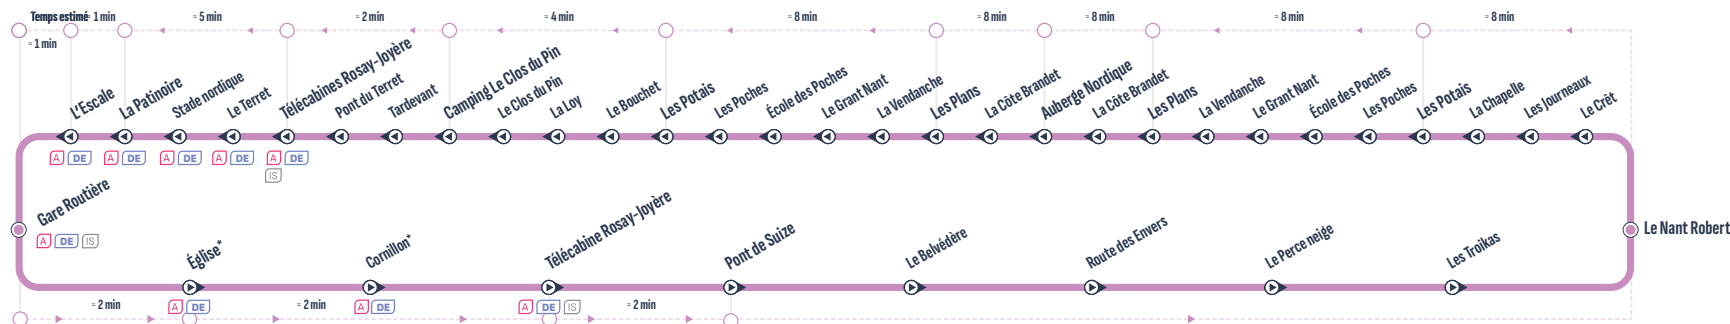 Temps estimé
≈ 1 min
≈ 5 min
≈ 2 min
≈ 4 min
≈ 8 min
≈ 8 min
≈ 8 min
≈ 8 min
≈ 8 min
≈ 1 min
L'Escale
La Patinoire
Stade nordique
Le Terret
Télécabines Rosay-Joyère
Pont du Terret
Tardevant
Camping Le Clos du Pin
Le Clos du Pin
La Loy
Le Bouchet
Les Potais
Les Poches
École des Poches
Le Grant Nant
La Vendanche
Les Plans
La Côte Brandet
Auberge Nordique
La Côte Brandet
Les Plans
La Vendanche
Le Grant Nant
École des Poches
Les Poches
Les Potais
La Chapelle
Les Journeaux
Le Crêt
A DE
A DE
A DE
A DE
A DE
IS
Gare Routière
A DE IS
Le Nant Robert
Église*
Cornillon*
Télécabine Rosay-Joyère
Pont de Suize
Le Belvédère
Route des Envers
Le Perce neige
Les Troikas
A DE
A DE
A DE IS
≈ 2 min
≈ 2 min
≈ 2 min